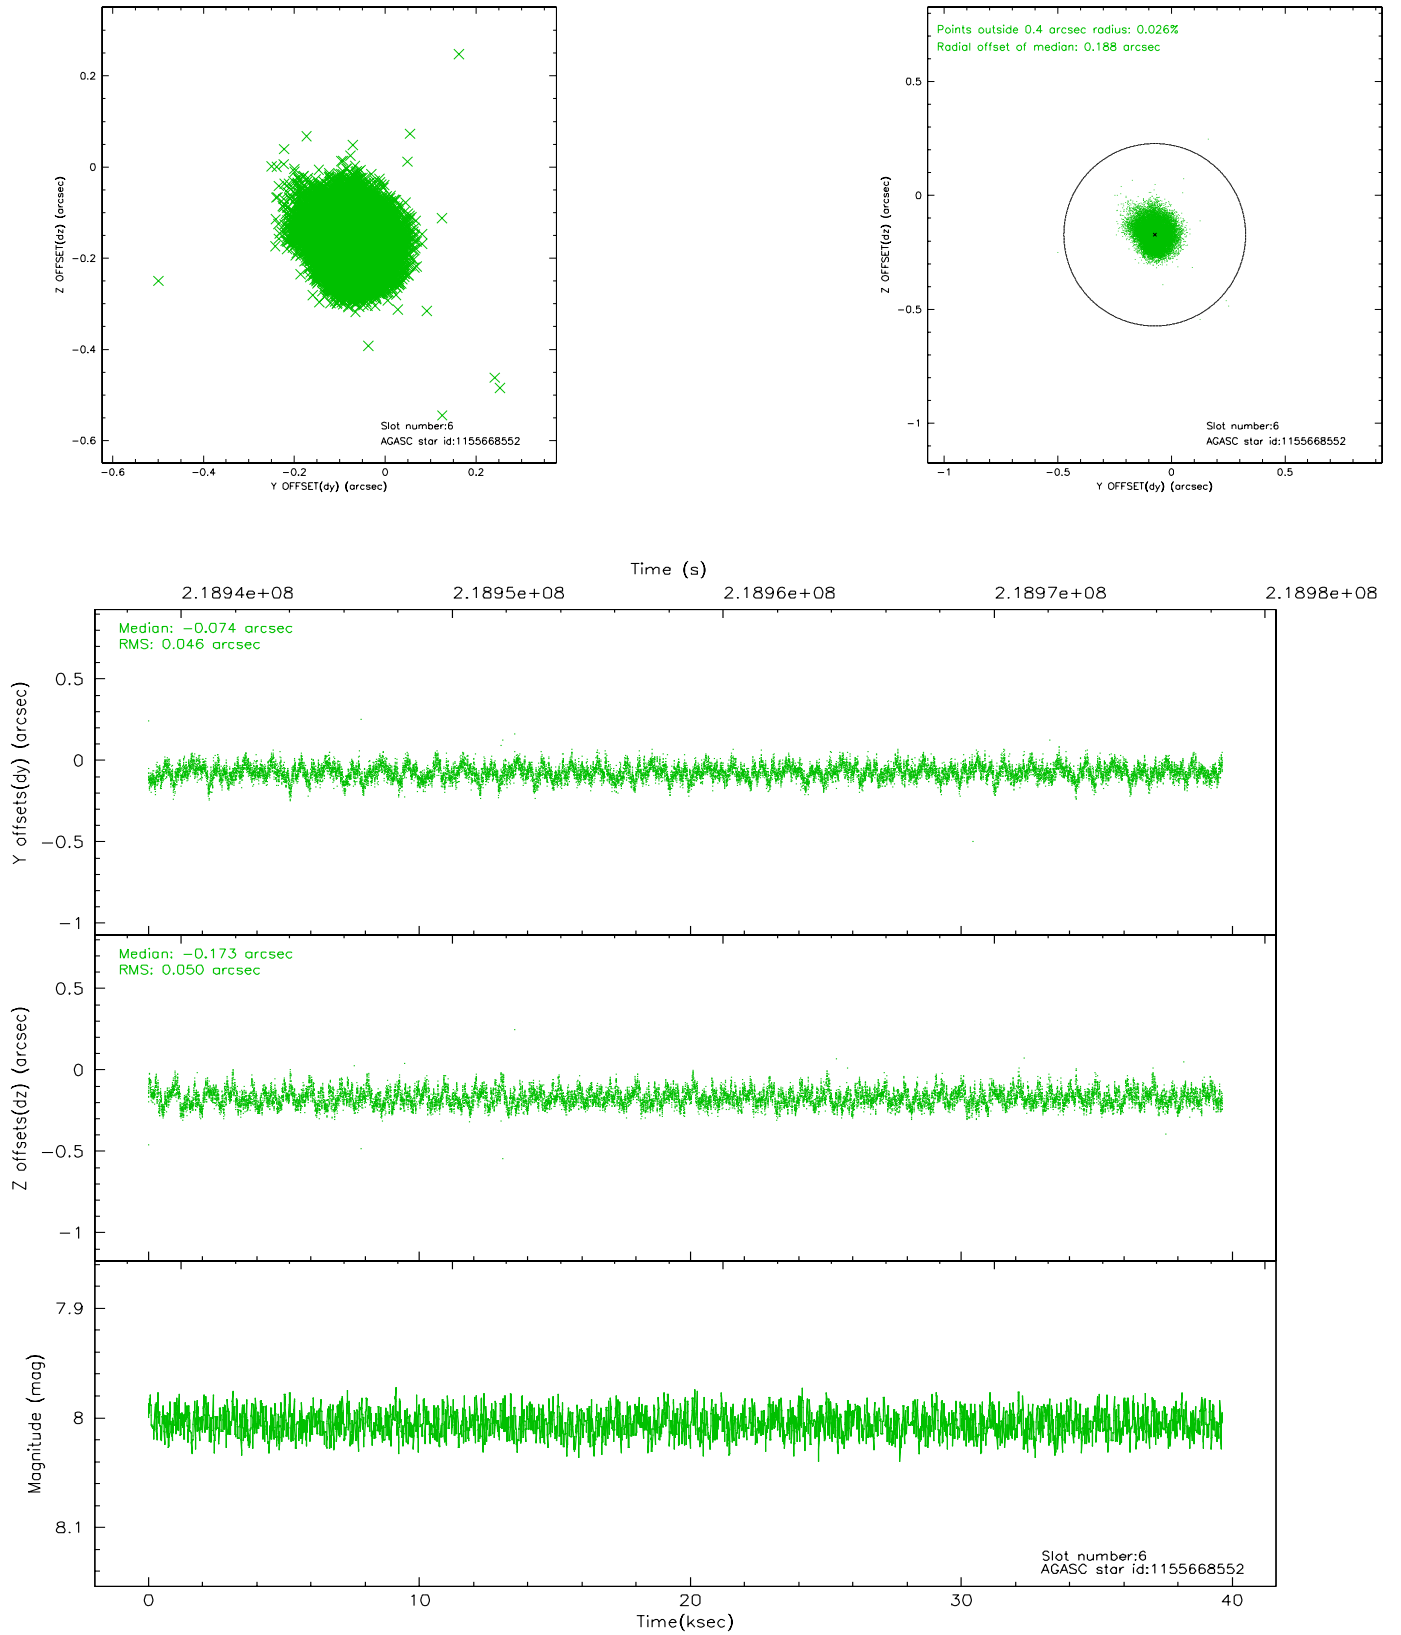 0.2
0
−0.2
−0.4
−0.6
Z OFFSET(dz) (arcsec)
Slot number:6
AGASC star id:1155668552
−0.6 −0.4 −0.2 0 0.2
Y OFFSET(dy) (arcsec)
Points outside 0.4 arcsec radius: 0.026%
Radial offset of median: 0.188 arcsec
0.5
0
−0.5
−1
Z OFFSET(dz) (arcsec)
Slot number:6
AGASC star id:1155668552
−1 −0.5 0 0.5
Y OFFSET(dy) (arcsec)
Time (s)
2.1894e+08 2.1895e+08 2.1896e+08 2.1897e+08 2.1898e+08
Median: −0.074 arcsec
RMS: 0.046 arcsec
0.5
0
−0.5
−1
Y offsets(dy) (arcsec)
Median: −0.173 arcsec
RMS: 0.050 arcsec
0.5
0
−0.5
−1
Z offsets(dz) (arcsec)
7.9
8
8.1
Magnitude (mag)
Slot number:6
AGASC star id:1155668552
0 10 20 30 40
Time(ksec)